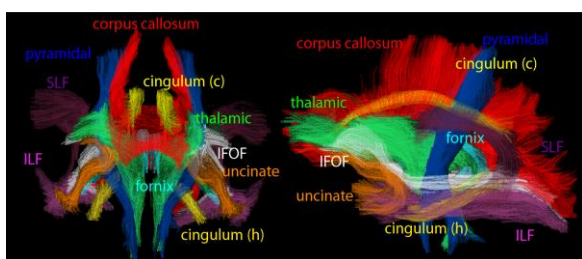 corpus callosum
pyramidal
cingulum (c)
SLF
thalamic
ILF
IFOF
uncinate
fornix
cingulum (h)
corpus callosum
pyramidal
cingulum (c)
thalamic
fornix
IFOF
SLF
uncinate
cingulum (h)
ILF